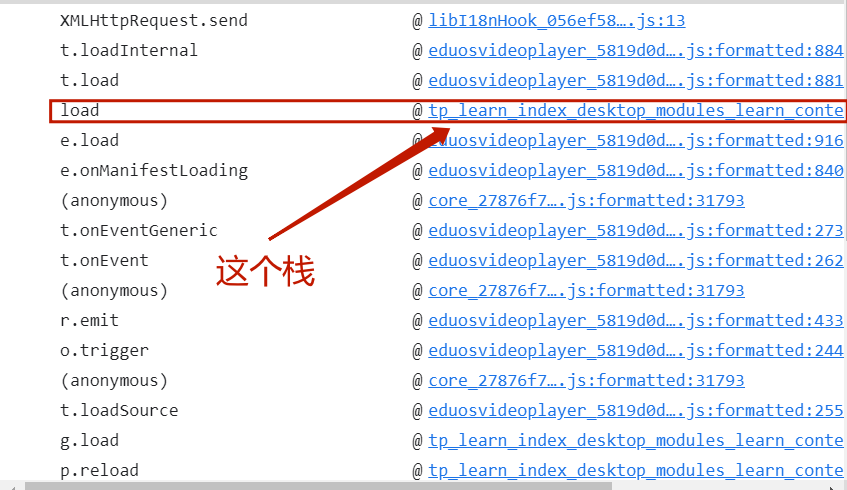 XMLHttpRequest.send @ libI18nHook_056ef58….js:13
t.loadInternal @ eduosvideoplayer_5819d0d….js:formatted:884
t.load @ eduosvideoplayer_5819d0d….js:formatted:881
load @ tp_learn_index_desktop_modules_learn_conte
e.load @ eduosvideoplayer_5819d0d….js:formatted:916
e.onManifestLoading @ eduosvideoplayer_5819d0d….js:formatted:840
(anonymous) @ core_27876f7….js:formatted:31793
t.onEventGeneric @ eduosvideoplayer_5819d0d….js:formatted:273
t.onEvent @ eduosvideoplayer_5819d0d….js:formatted:262
这个栈
(anonymous) @ core_27876f7….js:formatted:31793
r.emit @ eduosvideoplayer_5819d0d….js:formatted:433
o.trigger @ eduosvideoplayer_5819d0d….js:formatted:244
(anonymous) @ core_27876f7….js:formatted:31793
t.loadSource @ eduosvideoplayer_5819d0d….js:formatted:255
g.load @ tp_learn_index_desktop_modules_learn_conte
p.reload @ tp_learn_index_desktop_modules_learn_conte